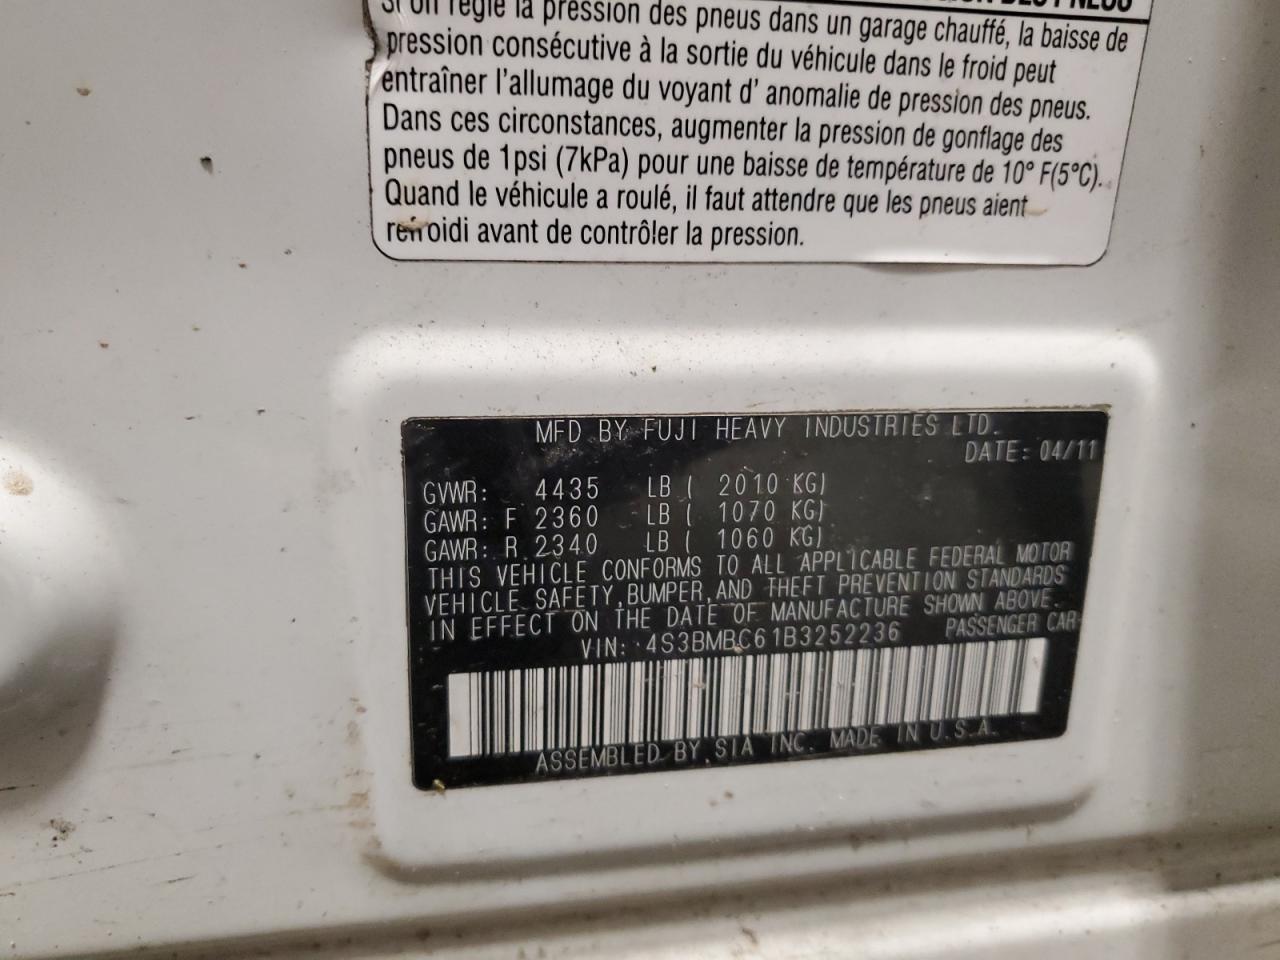 Si on règle la pression des pneus dans un garage chauffé, la baisse de
pression consécutive à la sortie du véhicule dans le froid peut
entraîner l'allumage du voyant d' anomalie de pression des pneus.
Dans ces circonstances, augmenter la pression de gonflage des
pneus de 1psi (7kPa) pour une baisse de température de 10° F(5°C).
Quand le véhicule a roulé, il faut attendre que les pneus aient
refroidi avant de contrôler la pression.
MFD BY FUJI HEAVY INDUSTRIES LTD.
DATE: 04/11
GVWR: 4435 LB ( 2010 KG)
GAWR: F 2360 LB ( 1070 KG)
GAWR: R 2340 LB ( 1060 KG)
THIS VEHICLE CONFORMS TO ALL APPLICABLE FEDERAL MOTOR
VEHICLE SAFETY, BUMPER, AND THEFT PREVENTION STANDARDS
IN EFFECT ON THE DATE OF MANUFACTURE SHOWN ABOVE.
VIN: 4S3BMBC61B3252236 PASSENGER CAR
ASSEMBLED BY SIA INC. MADE IN U.S.A.